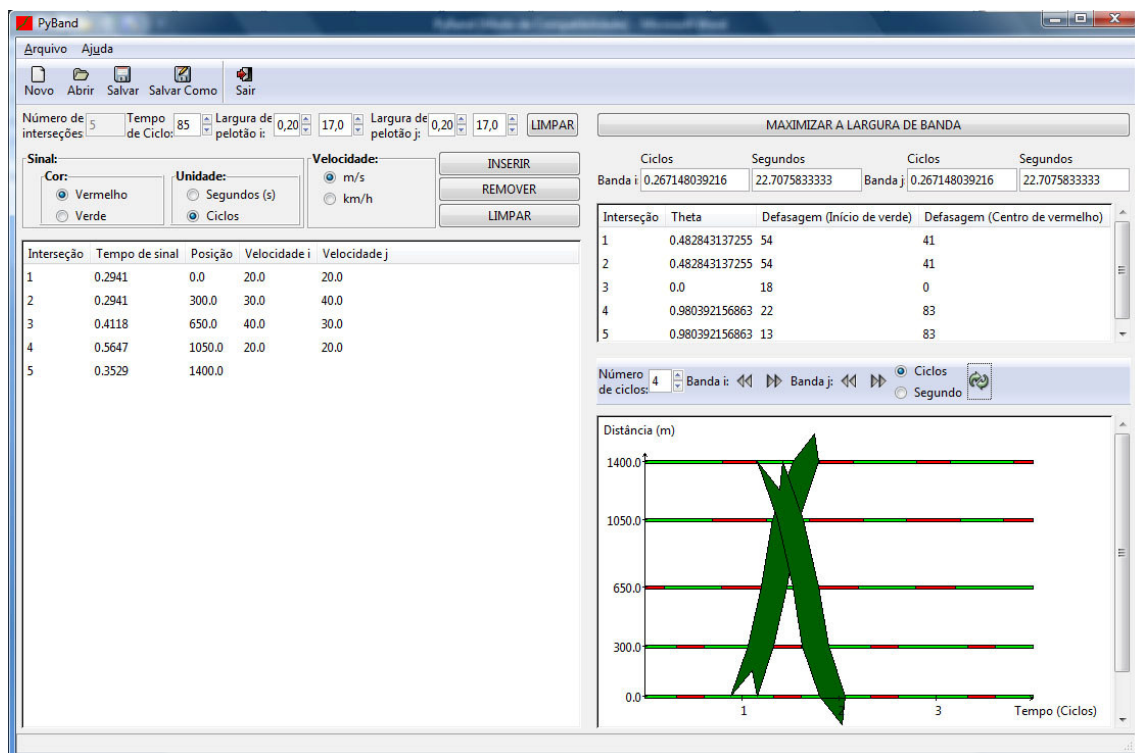 PyBand
PyBand [Modo de Compatibilidade] - Microsoft Word
Arquivo Ajuda
Novo Abrir Salvar Salvar Como Sair
Número de interseções 5 Tempo de Ciclo: 85 Largura de pelotão i: 0,20 17,0 Largura de pelotão j: 0,20 17,0 LIMPAR
Sinal:
Cor:
Vermelho
Verde
Unidade:
Segundos (s)
Ciclos
Velocidade:
m/s
km/h
INSERIR
REMOVER
LIMPAR
Interseção Tempo de sinal Posição Velocidade i Velocidade j
1 0.2941 0.0 20.0 20.0
2 0.2941 300.0 30.0 40.0
3 0.4118 650.0 40.0 30.0
4 0.5647 1050.0 20.0 20.0
5 0.3529 1400.0
MAXIMIZAR A LARGURA DE BANDA
Ciclos Segundos Ciclos Segundos
Banda i: 0.267148039216 22.7075833333 Banda j: 0.267148039216 22.7075833333
Interseção Theta Defasagem (Início de verde) Defasagem (Centro de vermelho)
1 0.482843137255 54 41
2 0.482843137255 54 41
3 0.0 18 0
4 0.980392156863 22 83
5 0.980392156863 13 83
Número de ciclos: 4 Banda i: Banda j: Ciclos
Segundo
Distância (m)
1400.0
1050.0
650.0
300.0
0.0
1 3 Tempo (Ciclos)